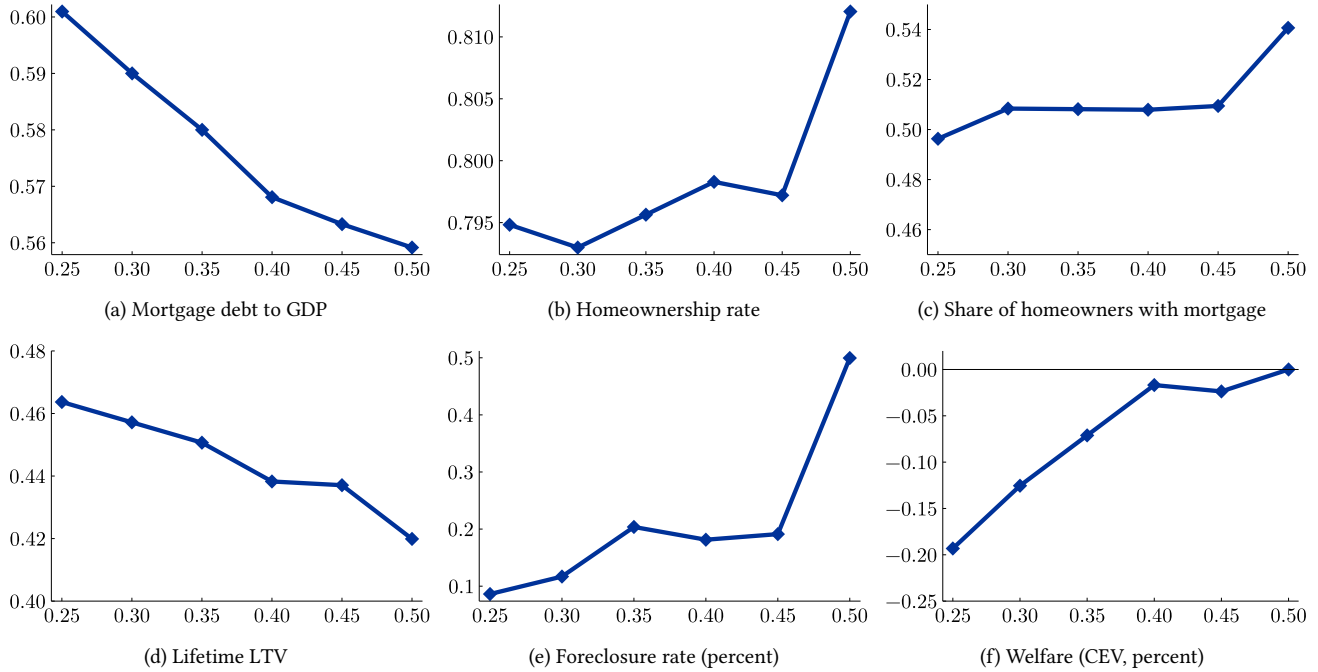 0.60
0.59
0.58
0.57
0.56
0.25 0.30 0.35 0.40 0.45 0.50
(a) Mortgage debt to GDP
0.810
0.805
0.800
0.795
0.25 0.30 0.35 0.40 0.45 0.50
(b) Homeownership rate
0.54
0.52
0.50
0.48
0.46
0.25 0.30 0.35 0.40 0.45 0.50
(c) Share of homeowners with mortgage
0.48
0.46
0.44
0.42
0.40
0.25 0.30 0.35 0.40 0.45 0.50
(d) Lifetime LTV
0.5
0.4
0.3
0.2
0.1
0.25 0.30 0.35 0.40 0.45 0.50
(e) Foreclosure rate (percent)
0.00
−0.05
−0.10
−0.15
−0.20
−0.25
0.25 0.30 0.35 0.40 0.45 0.50
(f) Welfare (CEV, percent)